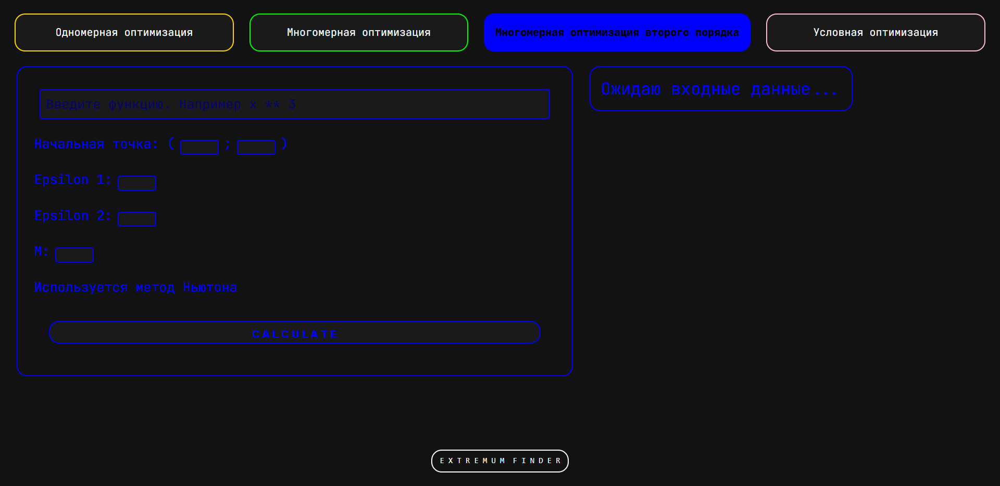 Одномерная оптимизация
Многомерная оптимизация
Многомерная оптимизация второго порядка
Условная оптимизация
Введите функцию. Например x ** 3
Начальная точка: ( ; )
Epsilon 1:
Epsilon 2:
M:
Используется метод Ньютона
CALCULATE
Ожидаю входные данные...
EXTREMUM FINDER